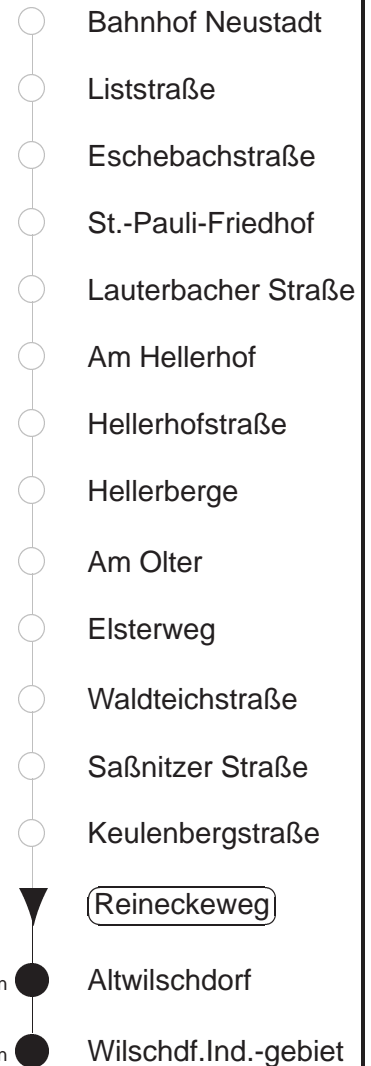 Bahnhof Neustadt
Liststraße
Eschebachstraße
St.-Pauli-Friedhof
Lauterbacher Straße
Am Hellerhof
Hellerhofstraße
Hellerberge
Am Olter
Elsterweg
Waldteichstraße
Saßnitzer Straße
Keulenbergstraße
Reineckeweg
Altwilschdorf
Wilschdf.Ind.-gebiet